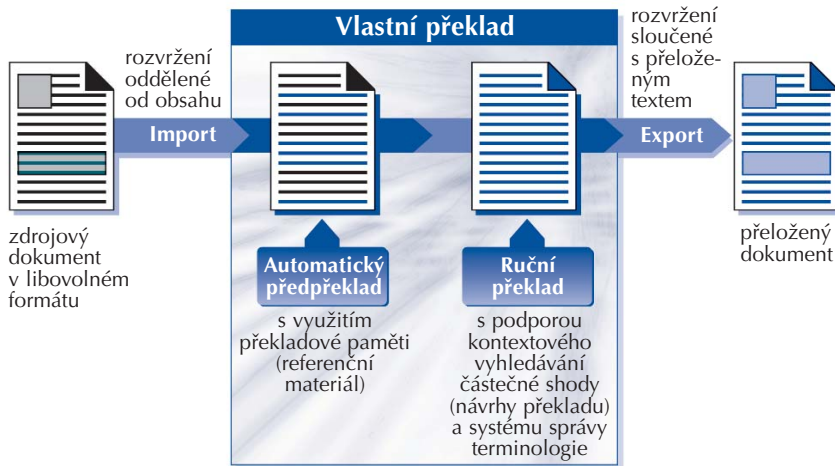 Vlastní překlad
rozvržení
oddělené
od obsahu
Import
zdrojový
dokument
v libovolném
formátu
Automatický
předpřeklad
s využitím
překladové paměti
(referenční
materiál)
Ruční
překlad
s podporou
kontextového
vyhledávání
částečné shody
(návrhy překladu)
a systému správy
terminologie
rozvržení
sloučené
s přelože-
ným
textem
Export
přeložený
dokument